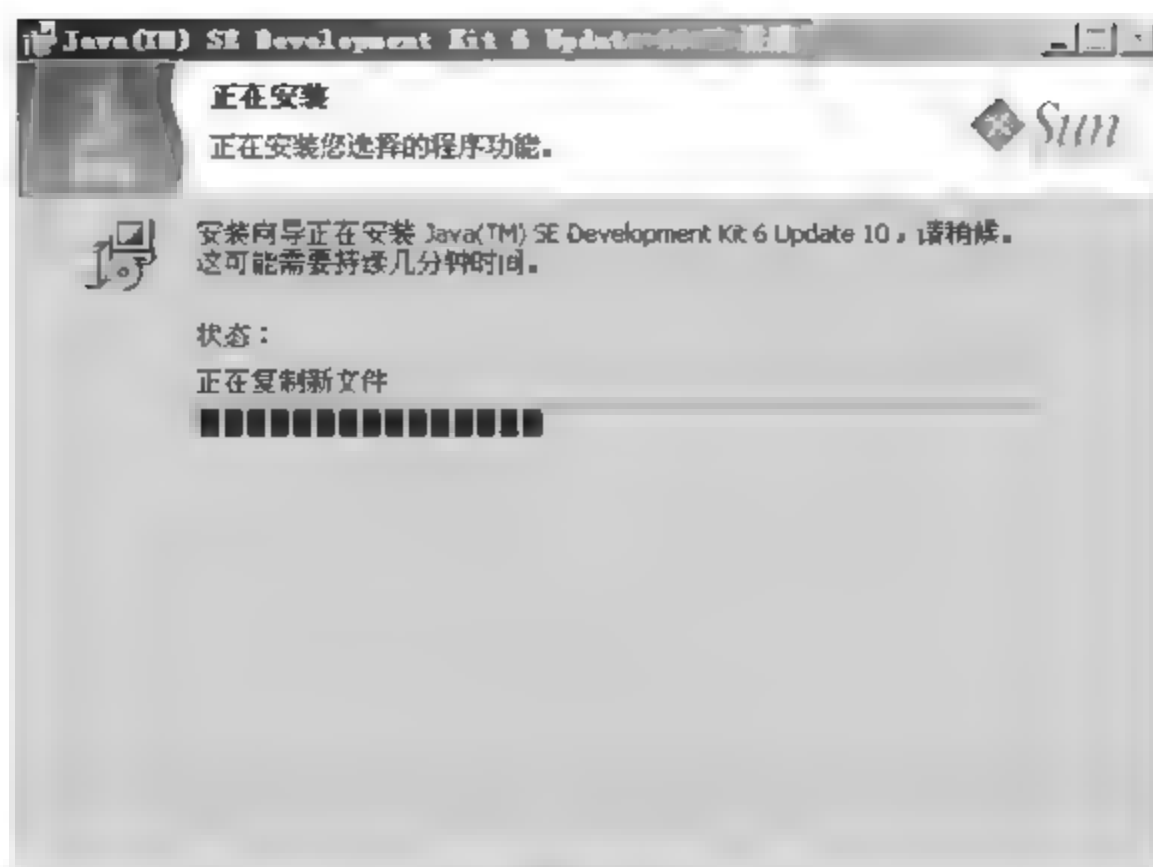 Java(TM) SE Development Kit 6 Update
正在安装
正在安装您选择的程序功能。
Sun
安装向导正在安装 Java(TM) SE Development Kit 6 Update 10，请稍候。
这可能需要持续几分钟时间。
状态：
正在复制新文件